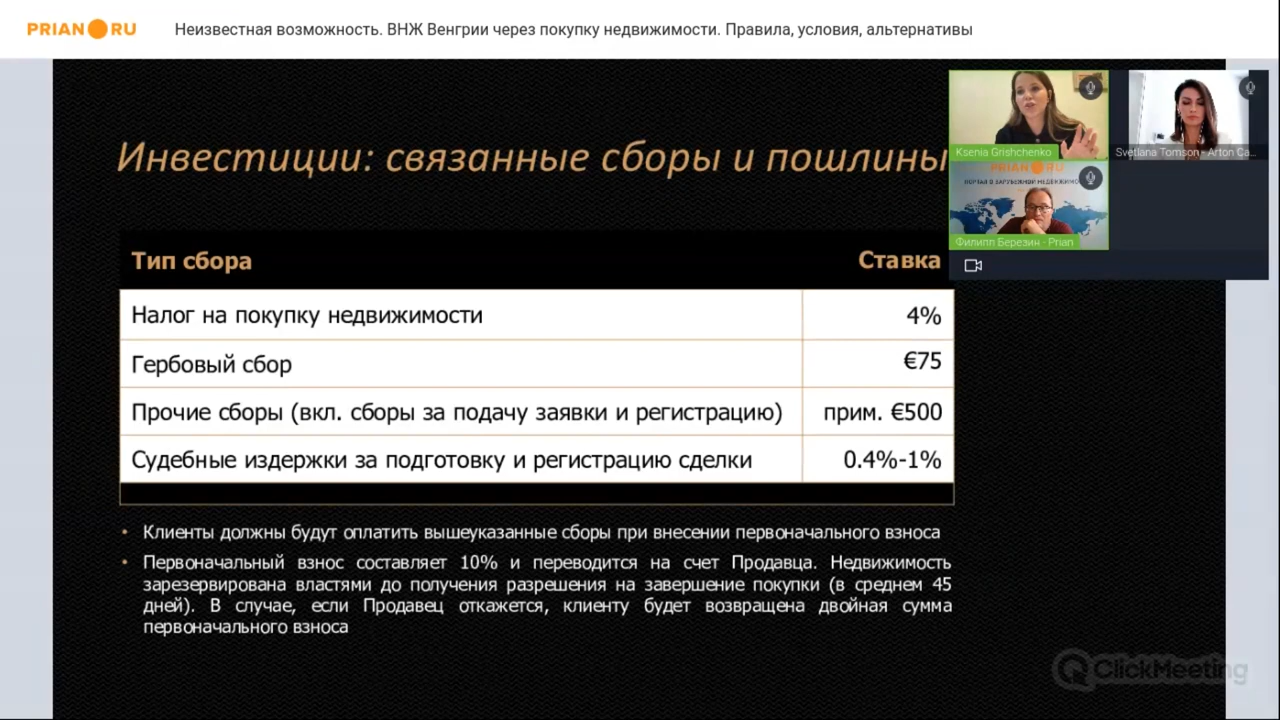 PRIAN RU
Неизвестная возможность. ВНЖ Венгрии через покупку недвижимости. Правила, условия, альтернативы
Инвестиции: связанные сборы и пошлины
Ksenia Grishchenko
Svetlana Tomson - Arton Ca...
PRIAN RU
Филипп Березин - Prian
Тип сбора Ставка
Налог на покупку недвижимости 4%
Гербовый сбор €75
Прочие сборы (вкл. сборы за подачу заявки и регистрацию) прим. €500
Судебные издержки за подготовку и регистрацию сделки 0.4%-1%
• Клиенты должны будут оплатить вышеуказанные сборы при внесении первоначального взноса
• Первоначальный взнос составляет 10% и переводится на счет Продавца. Недвижимость
зарезервирована властями до получения разрешения на завершение покупки (в среднем 45
дней). В случае, если Продавец откажется, клиенту будет возвращена двойная сумма
первоначального взноса
ClickMeeting